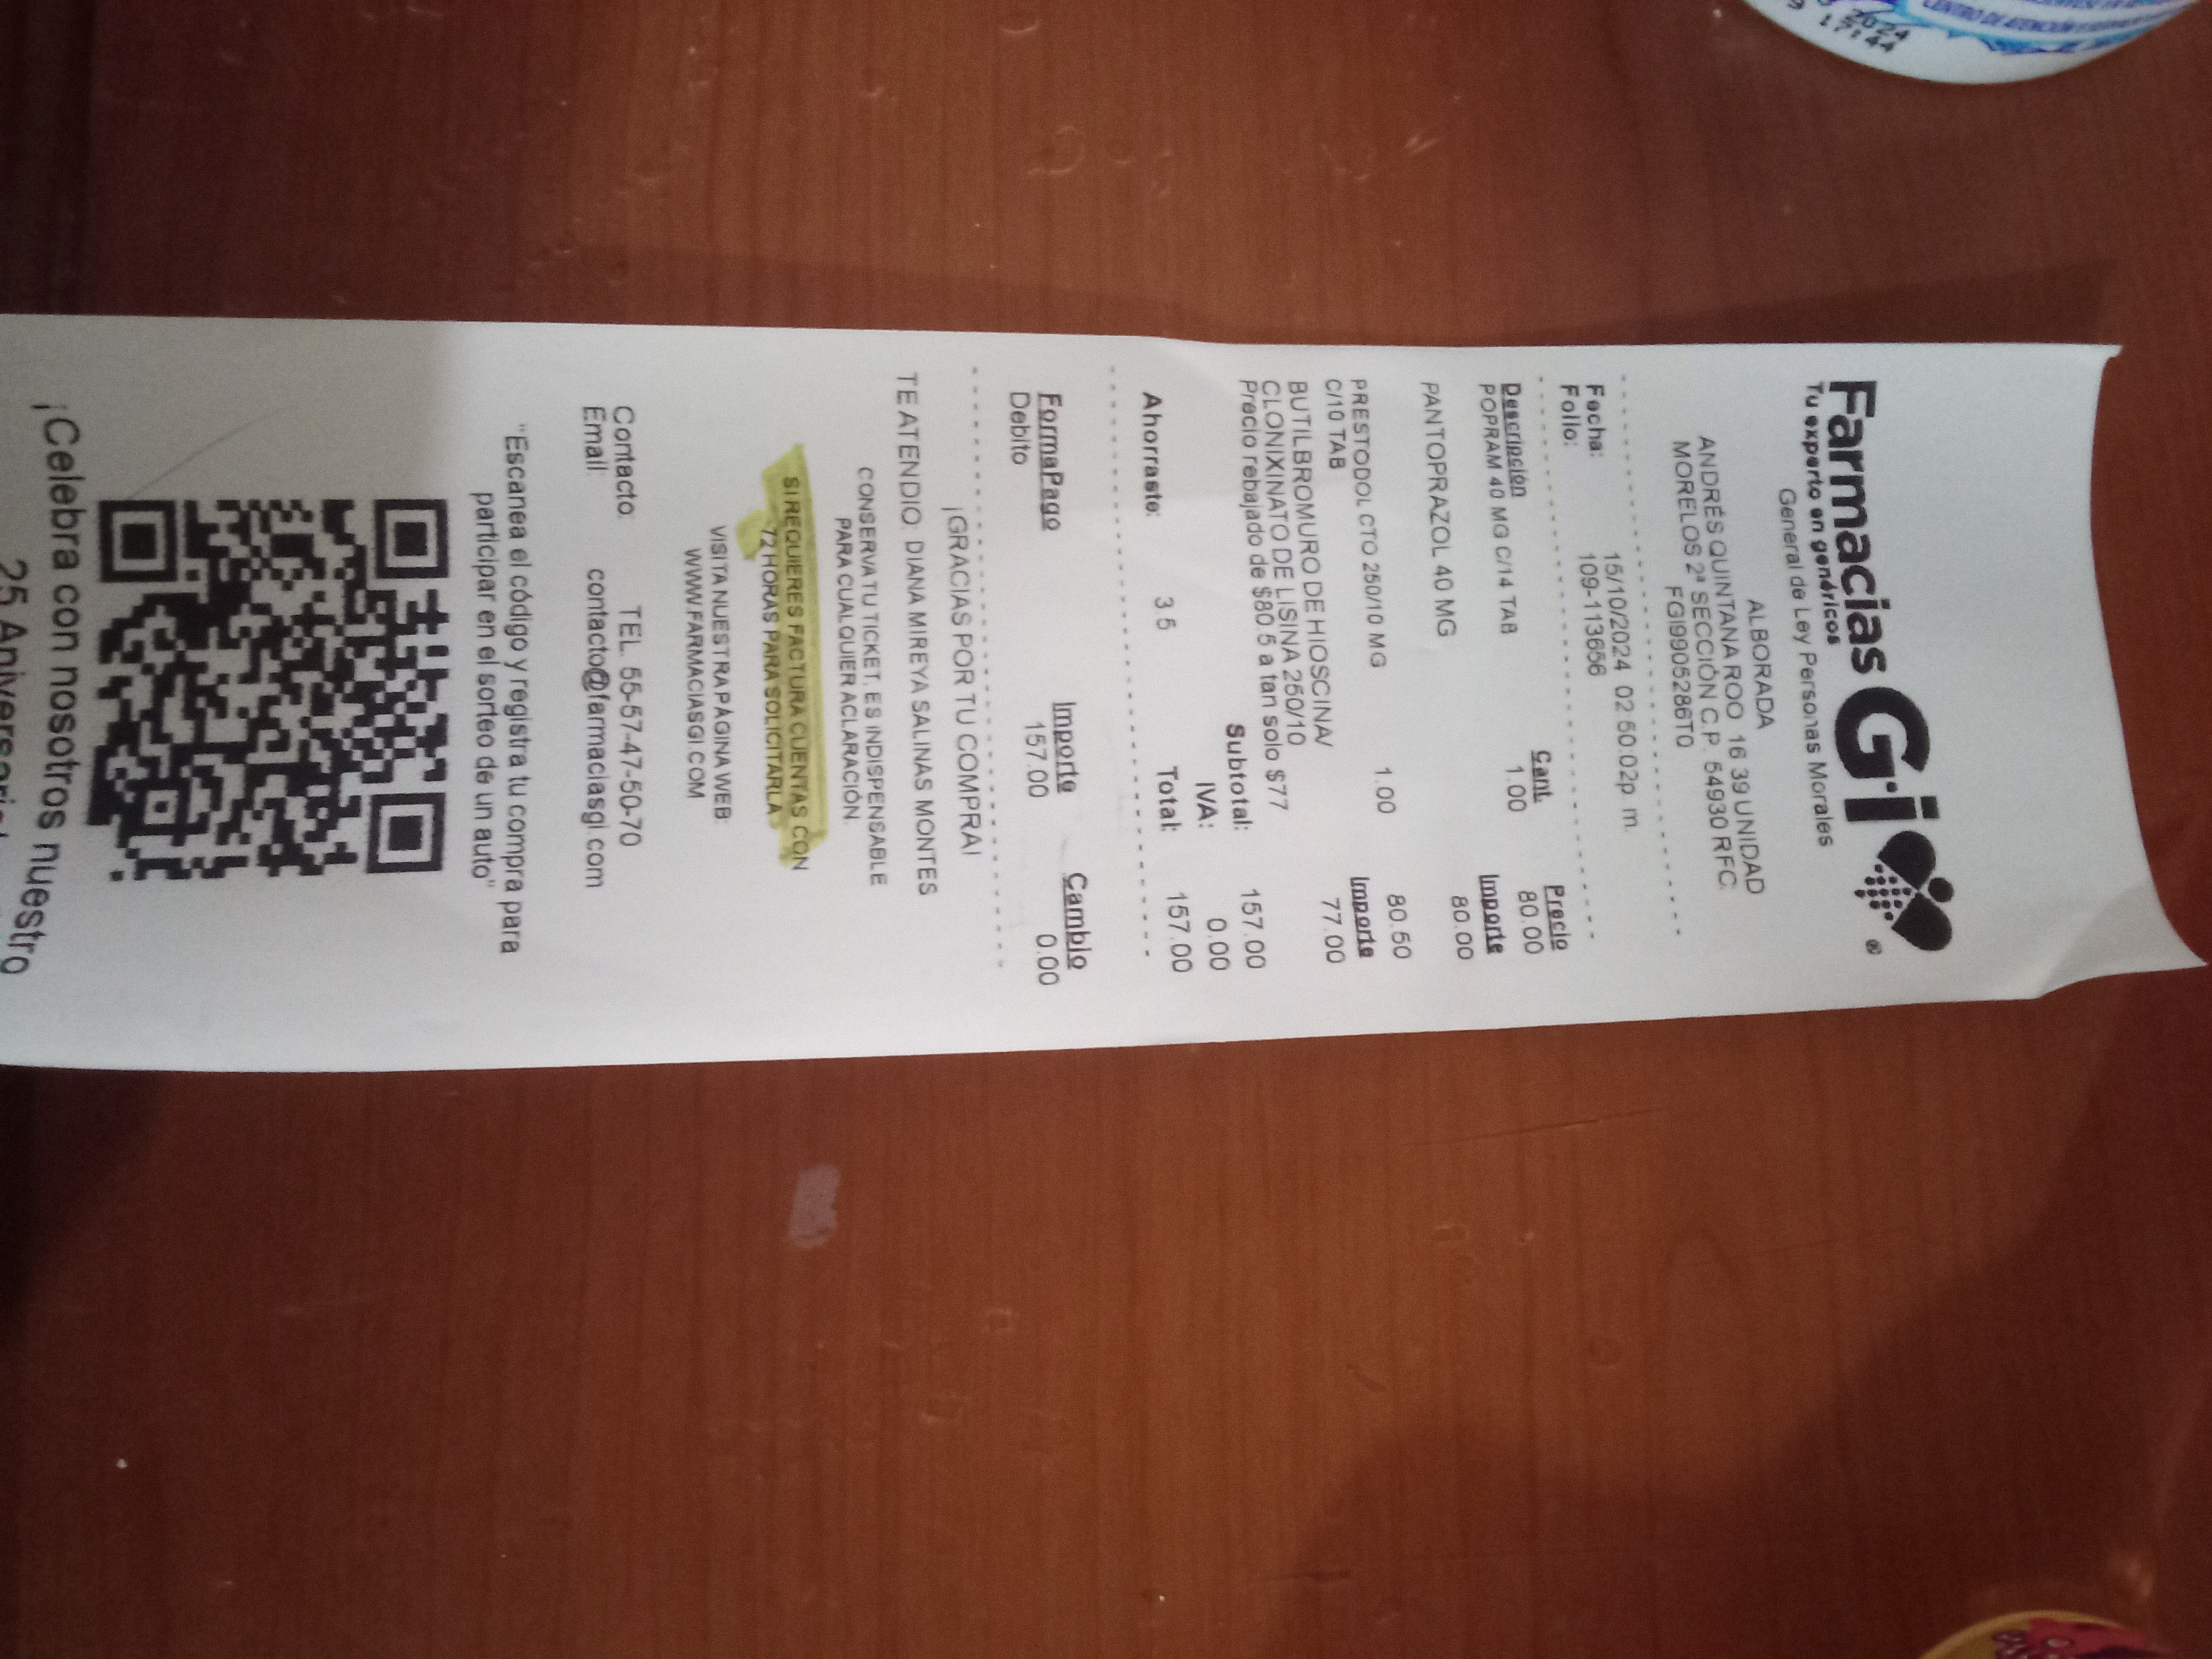 Farmacias Gi ®
Tu experto en genéricos
General de Ley Personas Morales
ALBORADA
ANDRÉS QUINTANA ROO 16 39 UNIDAD
MORELOS 2ª SECCIÓN C.P. 54930 RFC:
FGI990528 6T0
Fecha: 15/10/2024 02 50:02p. m.
Folio: 109-113656
Descripción Cant. Precio
POPRAM 40 MG C/14 TAB 1.00 80.00
Importe
PANTOPRAZOL 40 MG 80.00
PRESTODOL CTO 250/10 MG 1.00 80.50
C/10 TAB Importe
BUTILBROMURO DE HIOSCINA/ 77.00
CLONIXINATO DE LISINA 250/10
Precio rebajado de $80 5 a tan solo $77
Subtotal: 157.00
IVA: 0.00
Ahorraste: 3.5 Total: 157.00
FormaPago Importe Cambio
Debito 157.00 0.00
¡GRACIAS POR TU COMPRA!
TE ATENDIO: DIANA MIREYA SALINAS MONTES
CONSERVA TU TICKET, ES INDISPENSABLE
PARA CUALQUIER ACLARACIÓN.
SI REQUIERES FACTURA CUENTAS CON
72 HORAS PARA SOLICITARLA
VISITA NUESTRA PÁGINA WEB:
WWW.FARMACIASGI.COM
Contacto: TEL. 55-57-47-50-70
Email: contacto@farmaciasgi.com
"Escanea el código y registra tu compra para
participar en el sorteo de un auto"
¡Celebra con nosotros nuestro
25 Aniversario!
2024
17:44
CENTRO DE ATENCIÓN